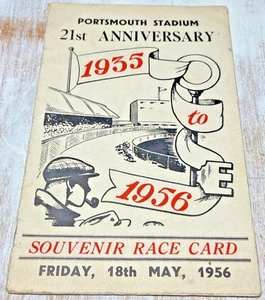 PORTSMOUTH STADIUM
21st ANNIVERSARY
1935
to
1956
SOUVENIR RACE CARD
FRIDAY, 18th MAY, 1956